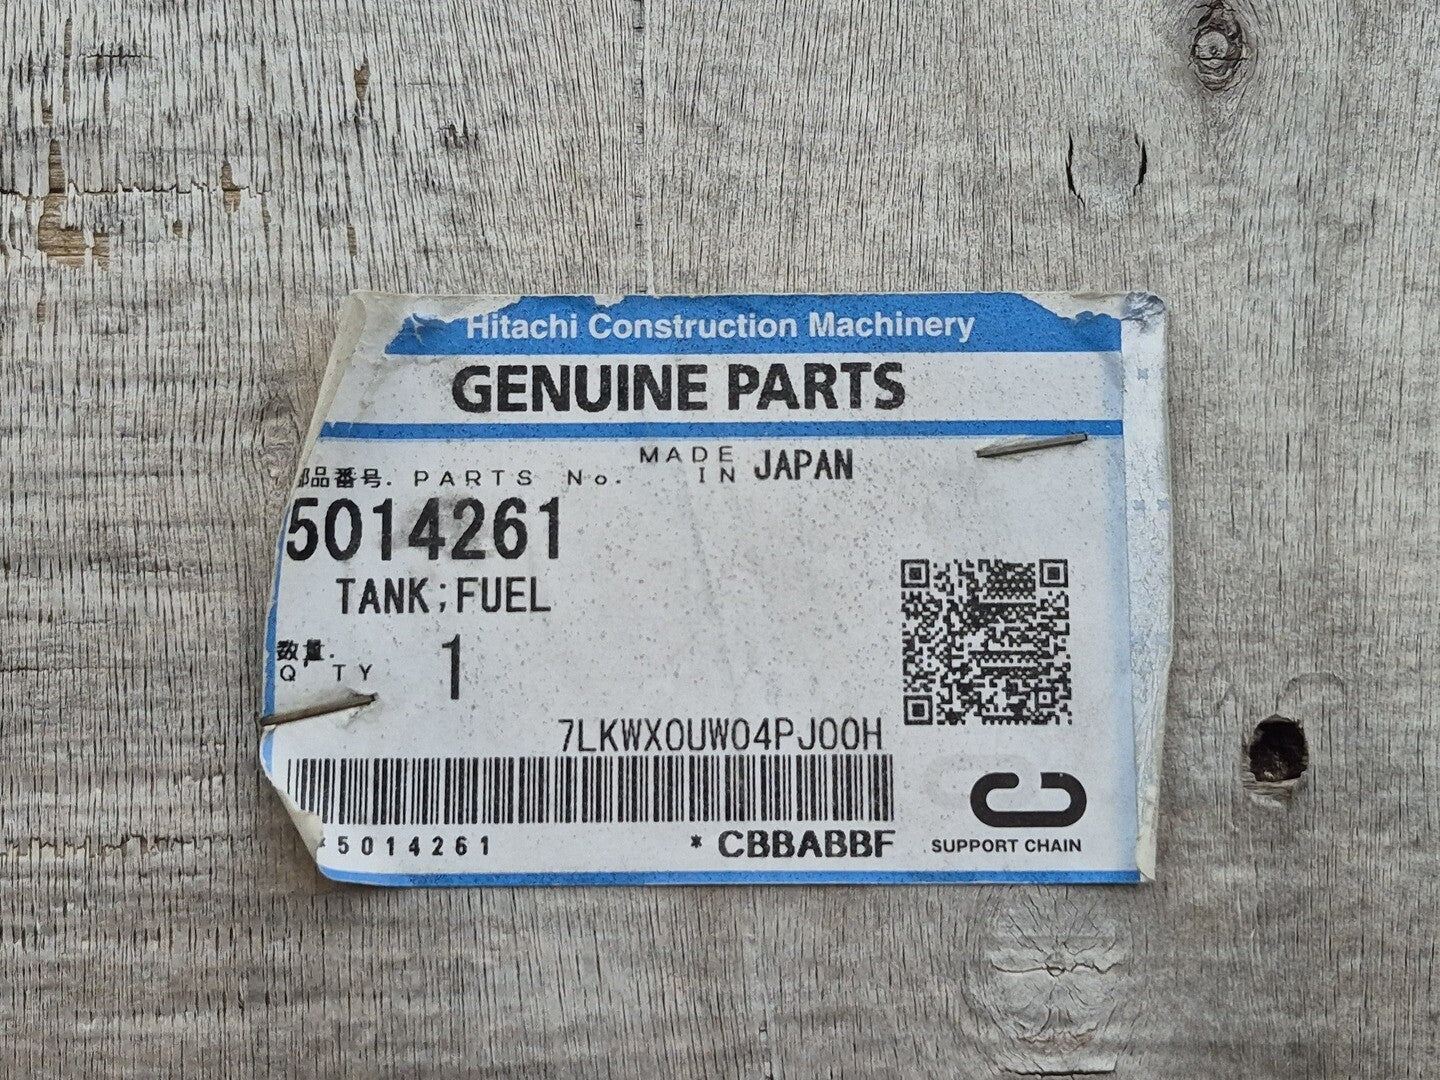 Hitachi Construction Machinery
GENUINE PARTS
MADE IN JAPAN
部品番号. PARTS No.
5014261
TANK;FUEL
数量.
Q'TY 1
7LKWX0UW04PJ00H
*5014261 * CBBABBF
SUPPORT CHAIN